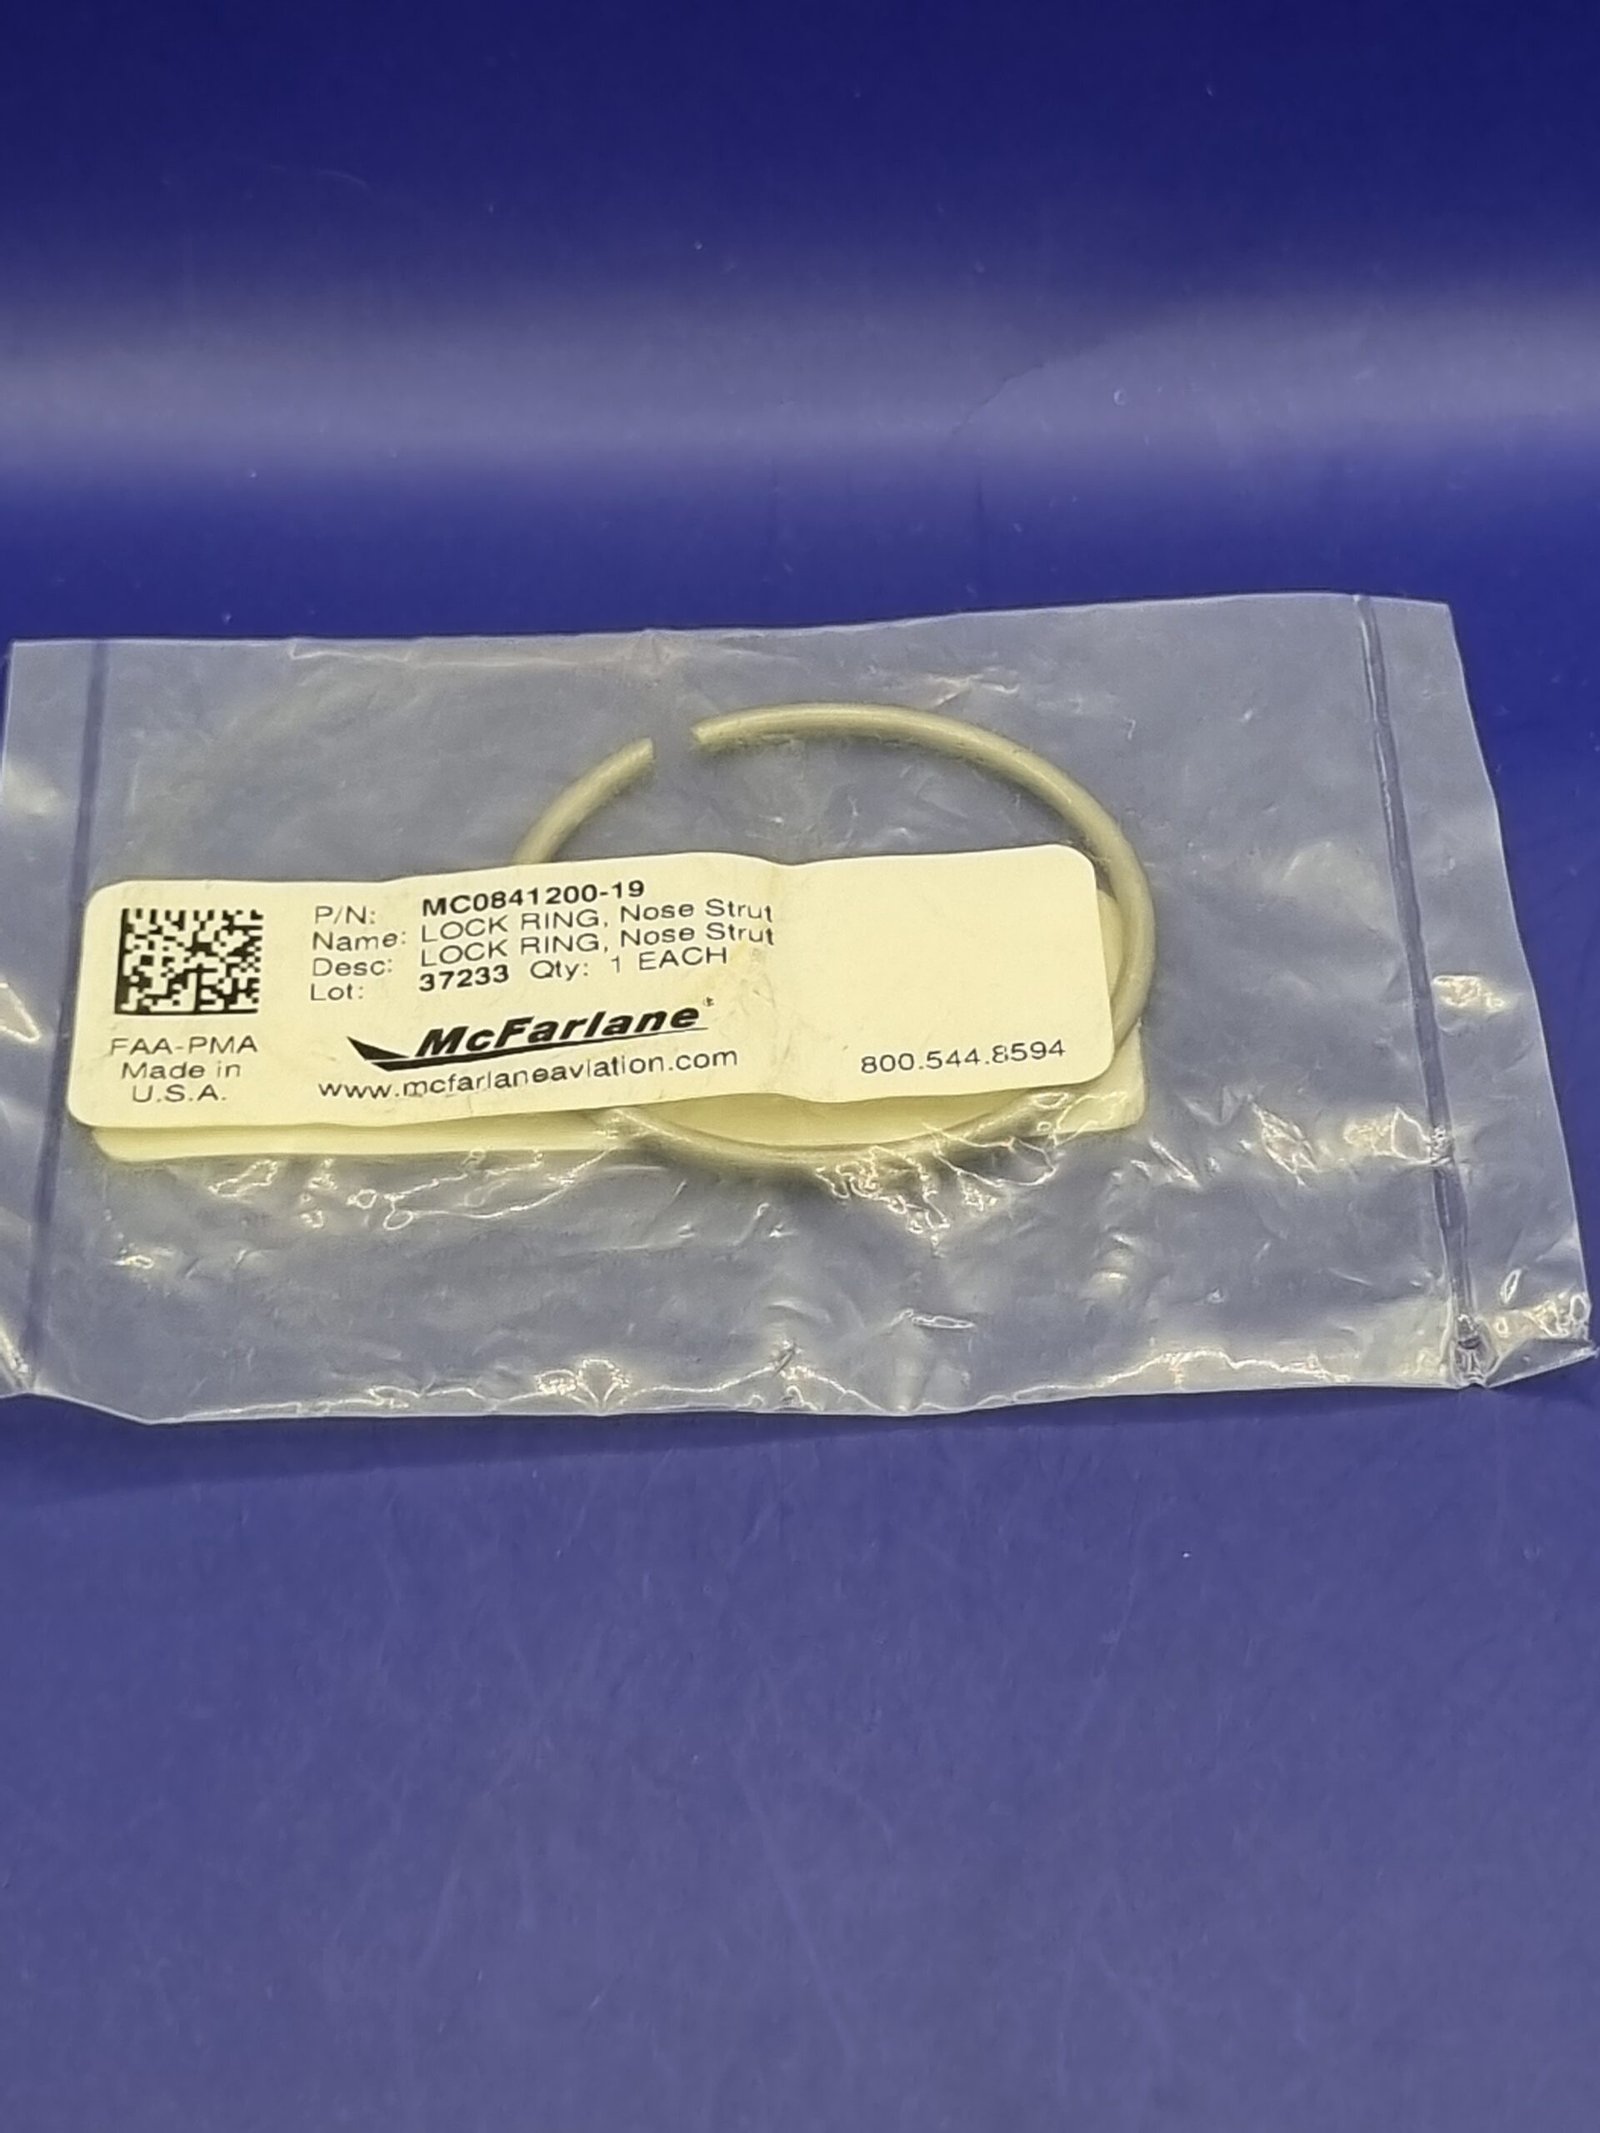 P/N: MC0841200-19
Name: LOCK RING, Nose Strut
Desc: LOCK RING, Nose Strut
Lot: 37233 Qty: 1 EACH
FAA-PMA
Made in
U.S.A.
McFarlane
www.mcfarlaneaviation.com
800.544.8594